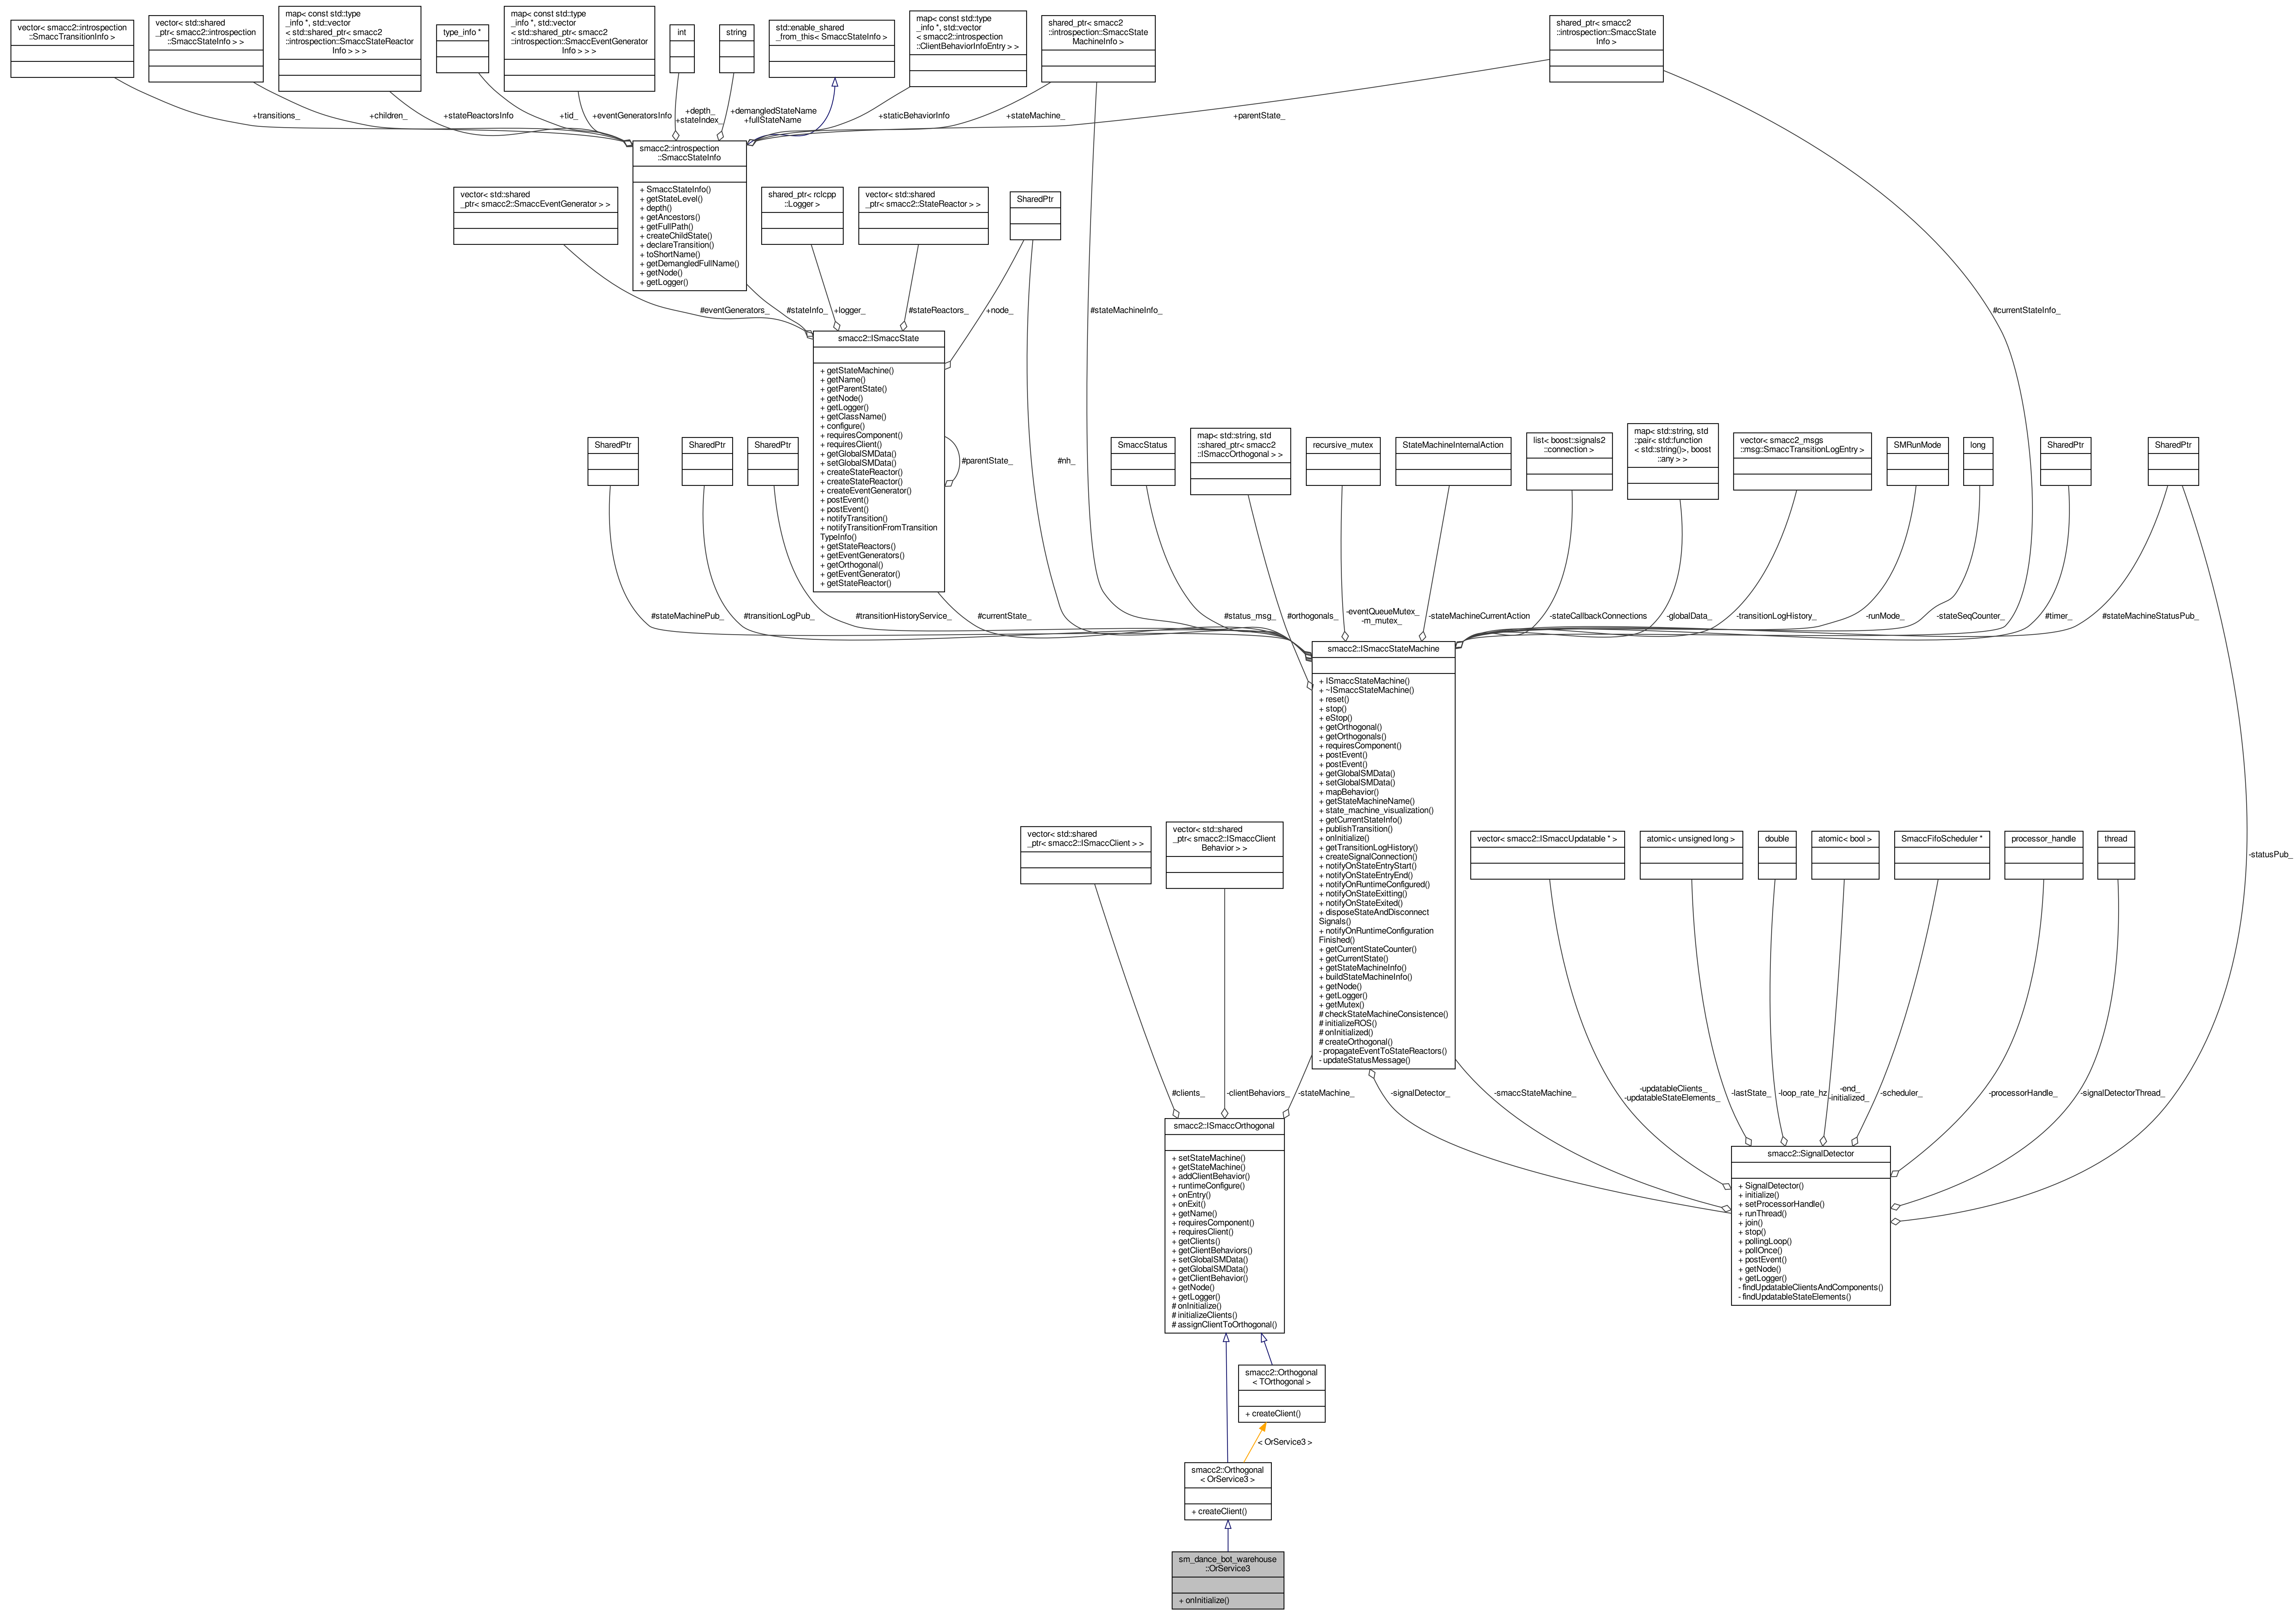 vector< smacc2::introspection
::SmaccTransitionInfo >
vector< std::shared
_ptr< smacc2::introspection
::SmaccStateInfo > >
map< const std::type
_info *, std::vector
< std::shared_ptr< smacc2
::introspection::SmaccStateReactor
Info > > >
type_info *
map< const std::type
_info *, std::vector
< std::shared_ptr< smacc2
::introspection::SmaccEventGenerator
Info > > >
int
string
std::enable_shared
_from_this< SmaccStateInfo >
map< const std::type
_info *, std::vector
< smacc2::introspection
::ClientBehaviorInfoEntry > >
shared_ptr< smacc2
::introspection::SmaccState
MachineInfo >
shared_ptr< smacc2
::introspection::SmaccState
Info >
+transitions_
+children_
+stateReactorsInfo
+tid_
+eventGeneratorsInfo
+depth_
+stateIndex_
+demangledStateName
+fullStateName
+staticBehaviorInfo
+stateMachine_
+parentState_
smacc2::introspection
::SmaccStateInfo
+ SmaccStateInfo()
+ getStateLevel()
+ depth()
+ getAncestors()
+ getFullPath()
+ createChildState()
+ declareTransition()
+ toShortName()
+ getDemangledFullName()
+ getNode()
+ getLogger()
vector< std::shared
_ptr< smacc2::SmaccEventGenerator > >
shared_ptr< rclcpp
::Logger >
vector< std::shared
_ptr< smacc2::StateReactor > >
SharedPtr
#eventGenerators_
#stateInfo_
+logger_
#stateReactors_
+node_
#stateMachineInfo_
#currentStateInfo_
smacc2::ISmaccState
+ getStateMachine()
+ getName()
+ getParentState()
+ getNode()
+ getLogger()
+ getClassName()
+ configure()
+ requiresComponent()
+ requiresClient()
+ getGlobalSMData()
+ setGlobalSMData()
+ createStateReactor()
+ createStateReactor()
+ createEventGenerator()
+ postEvent()
+ postEvent()
+ notifyTransition()
+ notifyTransitionFromTransition
TypeInfo()
+ getStateReactors()
+ getEventGenerators()
+ getOrthogonal()
+ getEventGenerator()
+ getStateReactor()
#parentState_
#nh_
SharedPtr
SharedPtr
SharedPtr
SmaccStatus
map< std::string, std
::shared_ptr< smacc2
::ISmaccOrthogonal > >
recursive_mutex
StateMachineInternalAction
list< boost::signals2
::connection >
map< std::string, std
::pair< std::function
< std::string()>, boost
::any > >
vector< smacc2_msgs
::msg::SmaccTransitionLogEntry >
SMRunMode
long
SharedPtr
SharedPtr
#stateMachinePub_
#transitionLogPub_
#transitionHistoryService_
#currentState_
#status_msg_
#orthogonals_
-eventQueueMutex_
-m_mutex_
-stateMachineCurrentAction
-stateCallbackConnections
-globalData_
-transitionLogHistory_
-runMode_
-stateSeqCounter_
#timer_
#stateMachineStatusPub_
smacc2::ISmaccStateMachine
+ ISmaccStateMachine()
+ ~ISmaccStateMachine()
+ reset()
+ stop()
+ eStop()
+ getOrthogonal()
+ getOrthogonals()
+ requiresComponent()
+ postEvent()
+ postEvent()
+ getGlobalSMData()
+ setGlobalSMData()
+ mapBehavior()
+ getStateMachineName()
+ state_machine_visualization()
+ getCurrentStateInfo()
+ publishTransition()
+ onInitialize()
+ getTransitionLogHistory()
+ createSignalConnection()
+ notifyOnStateEntryStart()
+ notifyOnStateEntryEnd()
+ notifyOnRuntimeConfigured()
+ notifyOnStateExitting()
+ notifyOnStateExited()
+ disposeStateAndDisconnect
Signals()
+ notifyOnRuntimeConfiguration
Finished()
+ getCurrentStateCounter()
+ getCurrentState()
+ getStateMachineInfo()
+ buildStateMachineInfo()
+ getNode()
+ getLogger()
+ getMutex()
# checkStateMachineConsistence()
# initializeROS()
# onInitialized()
# createOrthogonal()
- propagateEventToStateReactors()
- updateStatusMessage()
vector< std::shared
_ptr< smacc2::ISmaccClient > >
vector< std::shared
_ptr< smacc2::ISmaccClient
Behavior > >
vector< smacc2::ISmaccUpdatable * >
atomic< unsigned long >
double
atomic< bool >
SmaccFifoScheduler *
processor_handle
thread
-statusPub_
#clients_
-clientBehaviors_
-stateMachine_
-signalDetector_
-smaccStateMachine_
-updatableClients_
-updatableStateElements_
-lastState_
-loop_rate_hz
-end_
-initialized_
-scheduler_
-processorHandle_
-signalDetectorThread_
smacc2::ISmaccOrthogonal
+ setStateMachine()
+ getStateMachine()
+ addClientBehavior()
+ runtimeConfigure()
+ onEntry()
+ onExit()
+ getName()
+ requiresComponent()
+ requiresClient()
+ getClients()
+ getClientBehaviors()
+ setGlobalSMData()
+ getGlobalSMData()
+ getClientBehavior()
+ getNode()
+ getLogger()
# onInitialize()
# initializeClients()
# assignClientToOrthogonal()
smacc2::SignalDetector
+ SignalDetector()
+ initialize()
+ setProcessorHandle()
+ runThread()
+ join()
+ stop()
+ pollingLoop()
+ pollOnce()
+ postEvent()
+ getNode()
+ getLogger()
- findUpdatableClientsAndComponents()
- findUpdatableStateElements()
smacc2::Orthogonal
< TOrthogonal >
+ createClient()
< OrService3 >
smacc2::Orthogonal
< OrService3 >
+ createClient()
sm_dance_bot_warehouse
::OrService3
+ onInitialize()